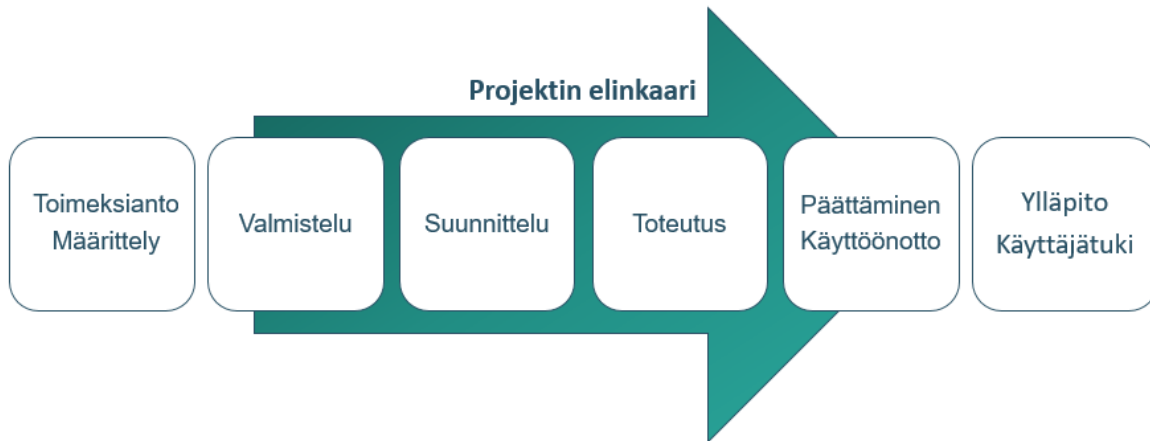 Projektin elinkaari
Toimeksianto
Määrittely
Valmistelu
Suunnittelu
Toteutus
Päättäminen
Käyttöönotto
Ylläpito
Käyttäjätuki